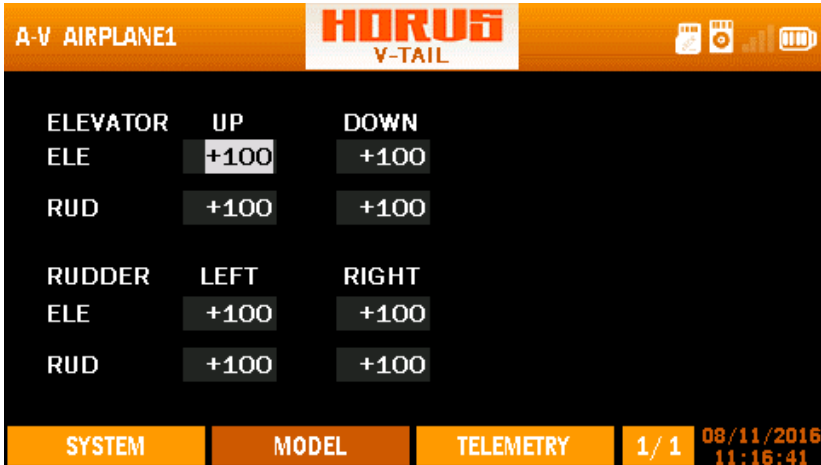 A-V AIRPLANE1
HORUS
V-TAIL
ELEVATOR UP DOWN
ELE +100 +100
RUD +100 +100
RUDDER LEFT RIGHT
ELE +100 +100
RUD +100 +100
SYSTEM MODEL TELEMETRY 1/1 08/11/2016
11:16:41